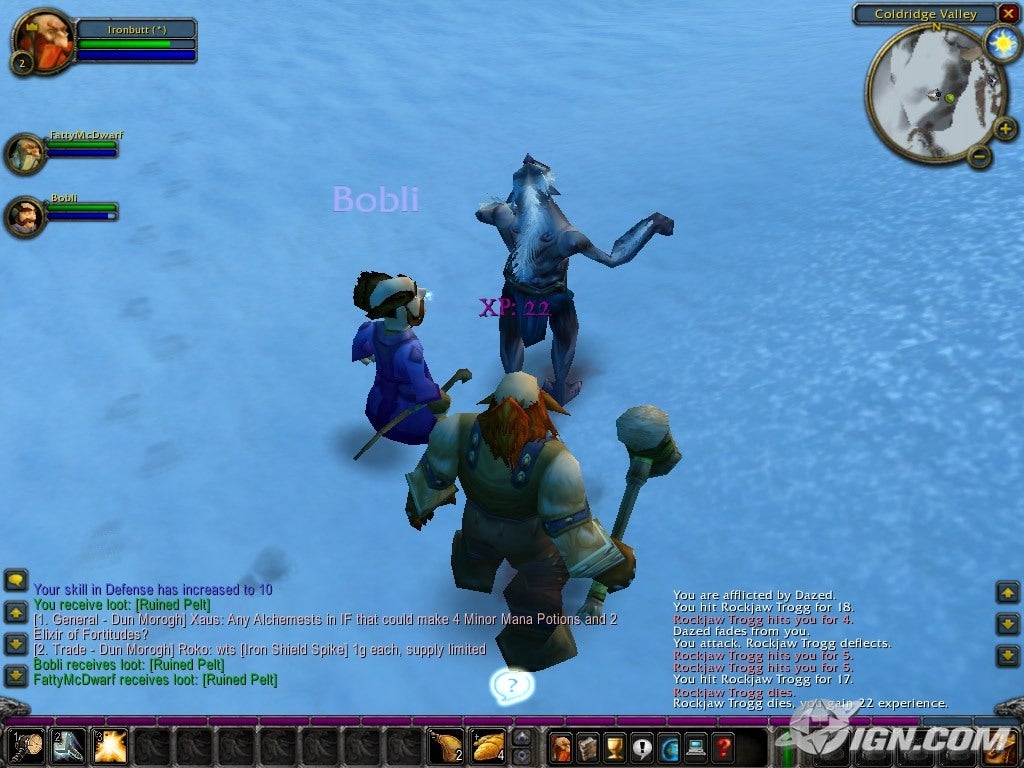 Ironbutt (*)
2
Coldridge Valley
N
FattyMcDwarf
Bobli
Bobli
XP: 22
Your skill in Defense has increased to 10
You receive loot: [Ruined Pelt]
[1. General - Dun Morogh] Xaus: Any Alchemests in IF that could make 4 Minor Mana Potions and 2
Elixir of Fortitudes?
[2. Trade - Dun Morogh] Roko: wts [Iron Shield Spike] 1g each, supply limited
Bobli receives loot: [Ruined Pelt]
FattyMcDwarf receives loot: [Ruined Pelt]
You are afflicted by Dazed.
You hit Rockjaw Trogg for 18.
Rockjaw Trogg hits you for 4.
Dazed fades from you.
You attack. Rockjaw Trogg deflects.
Rockjaw Trogg hits you for 5.
Rockjaw Trogg hits you for 5.
You hit Rockjaw Trogg for 17.
Rockjaw Trogg dies.
Rockjaw Trogg dies, you gain 22 experience.
?
1 2 3 2 4 ! ?
IGN.COM